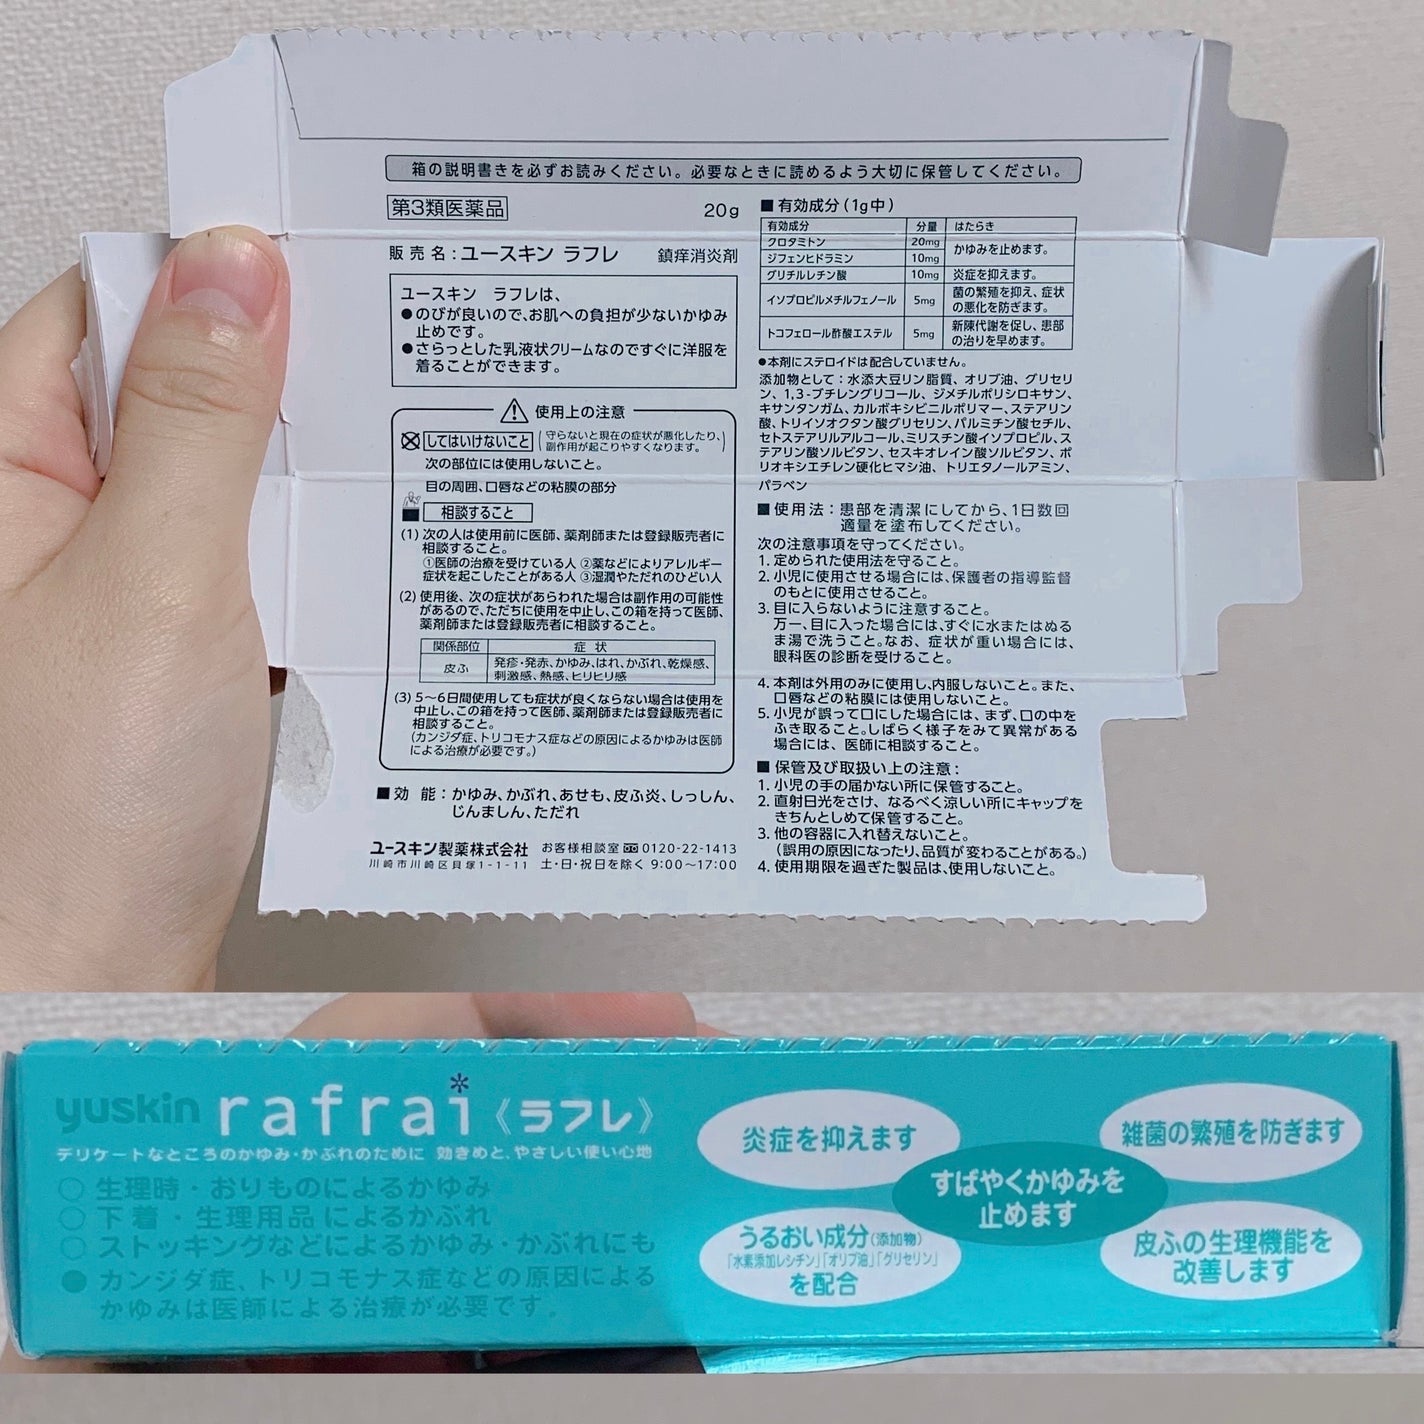 箱の説明書きを必ずお読みください。必要なときに読めるよう大切に保管してください。
第3類医薬品 20g
販売名：ユースキン ラフレ 鎮痒消炎剤
ユースキン ラフレは、
●のびが良いので、お肌への負担が少ないかゆみ
止めです。
●さらっとした乳液状クリームなのですぐに洋服を
着ることができます。
使用上の注意
してはいけないこと（守らないと現在の症状が悪化したり、
副作用が起こりやすくなります。）
次の部位には使用しないこと。
目の周囲、口唇などの粘膜の部分
相談すること
(1) 次の人は使用前に医師、薬剤師または登録販売者に
相談すること。
①医師の治療を受けている人 ②薬などによりアレルギー
症状を起こしたことがある人 ③湿潤やただれのひどい人
(2) 使用後、次の症状があらわれた場合は副作用の可能性
があるので、ただちに使用を中止し、この箱を持って医師、
薬剤師または登録販売者に相談すること。
関係部位 症状
皮ふ 発疹・発赤、かゆみ、はれ、かぶれ、乾燥感、
刺激感、熱感、ヒリヒリ感
(3) 5〜6日間使用しても症状が良くならない場合は使用を
中止し、この箱を持って医師、薬剤師または登録販売者に
相談すること。
（カンジダ症、トリコモナス症などの原因によるかゆみは医師
による治療が必要です。）
■効 能：かゆみ、かぶれ、あせも、皮ふ炎、しっしん、
じんましん、ただれ
ユースキン製薬株式会社 お客様相談室 0120-22-1413
川崎市川崎区貝塚1-1-11 土・日・祝日を除く 9:00〜17:00
■有効成分（1g中）
有効成分 分量 はたらき
クロタミトン 20mg かゆみを止めます。
ジフェンヒドラミン 10mg
グリチルレチン酸 10mg 炎症を抑えます。
イソプロピルメチルフェノール 5mg 菌の繁殖を抑え、症状
の悪化を防ぎます。
トコフェロール酢酸エステル 5mg 新陳代謝を促し、患部
の治りを早めます。
●本剤にステロイドは配合していません。
添加物として：水添大豆リン脂質、オリブ油、グリセリ
ン、1,3-ブチレングリコール、ジメチルポリシロキサン、
キサンタンガム、カルボキシビニルポリマー、ステアリン
酸、トリイソオクタン酸グリセリン、パルミチン酸セチル、
セトステアリルアルコール、ミリスチン酸イソプロピル、ス
テアリン酸ソルビタン、セスキオレイン酸ソルビタン、ポ
リオキシエチレン硬化ヒマシ油、トリエタノールアミン、
パラベン
■使用法：患部を清潔にしてから、1日数回
適量を塗布してください。
次の注意事項を守ってください。
1. 定められた使用法を守ること。
2. 小児に使用させる場合には、保護者の指導監督
のもとに使用させること。
3. 目に入らないように注意すること。
万一、目に入った場合には、すぐに水またはぬる
ま湯で洗うこと。なお、症状が重い場合には、
眼科医の診断を受けること。
4. 本剤は外用のみに使用し、内服しないこと。また、
口唇などの粘膜には使用しないこと。
5. 小児が誤って口にした場合には、まず、口の中を
ふき取ること。しばらく様子をみて異常がある
場合には、医師に相談すること。
■保管及び取扱い上の注意：
1. 小児の手の届かない所に保管すること。
2. 直射日光をさけ、なるべく涼しい所にキャップを
きちんとしめて保管すること。
3. 他の容器に入れ替えないこと。
（誤用の原因になったり、品質が変わることがある。）
4. 使用期限を過ぎた製品は、使用しないこと。
yuskin rafrai《ラフレ》
デリケートなところのかゆみ・かぶれのために 効きめと、やさしい使い心地
○ 生理時・おりものによるかゆみ
○ 下着・生理用品によるかぶれ
○ ストッキングなどによるかゆみ・かぶれにも
● カンジダ症、トリコモナス症などの原因による
かゆみは医師による治療が必要です。
炎症を抑えます
雑菌の繁殖を防ぎます
すばやくかゆみを
止めます
うるおい成分（添加物）
「水素添加レシチン」「オリブ油」「グリセリン」
を配合
皮ふの生理機能を
改善します